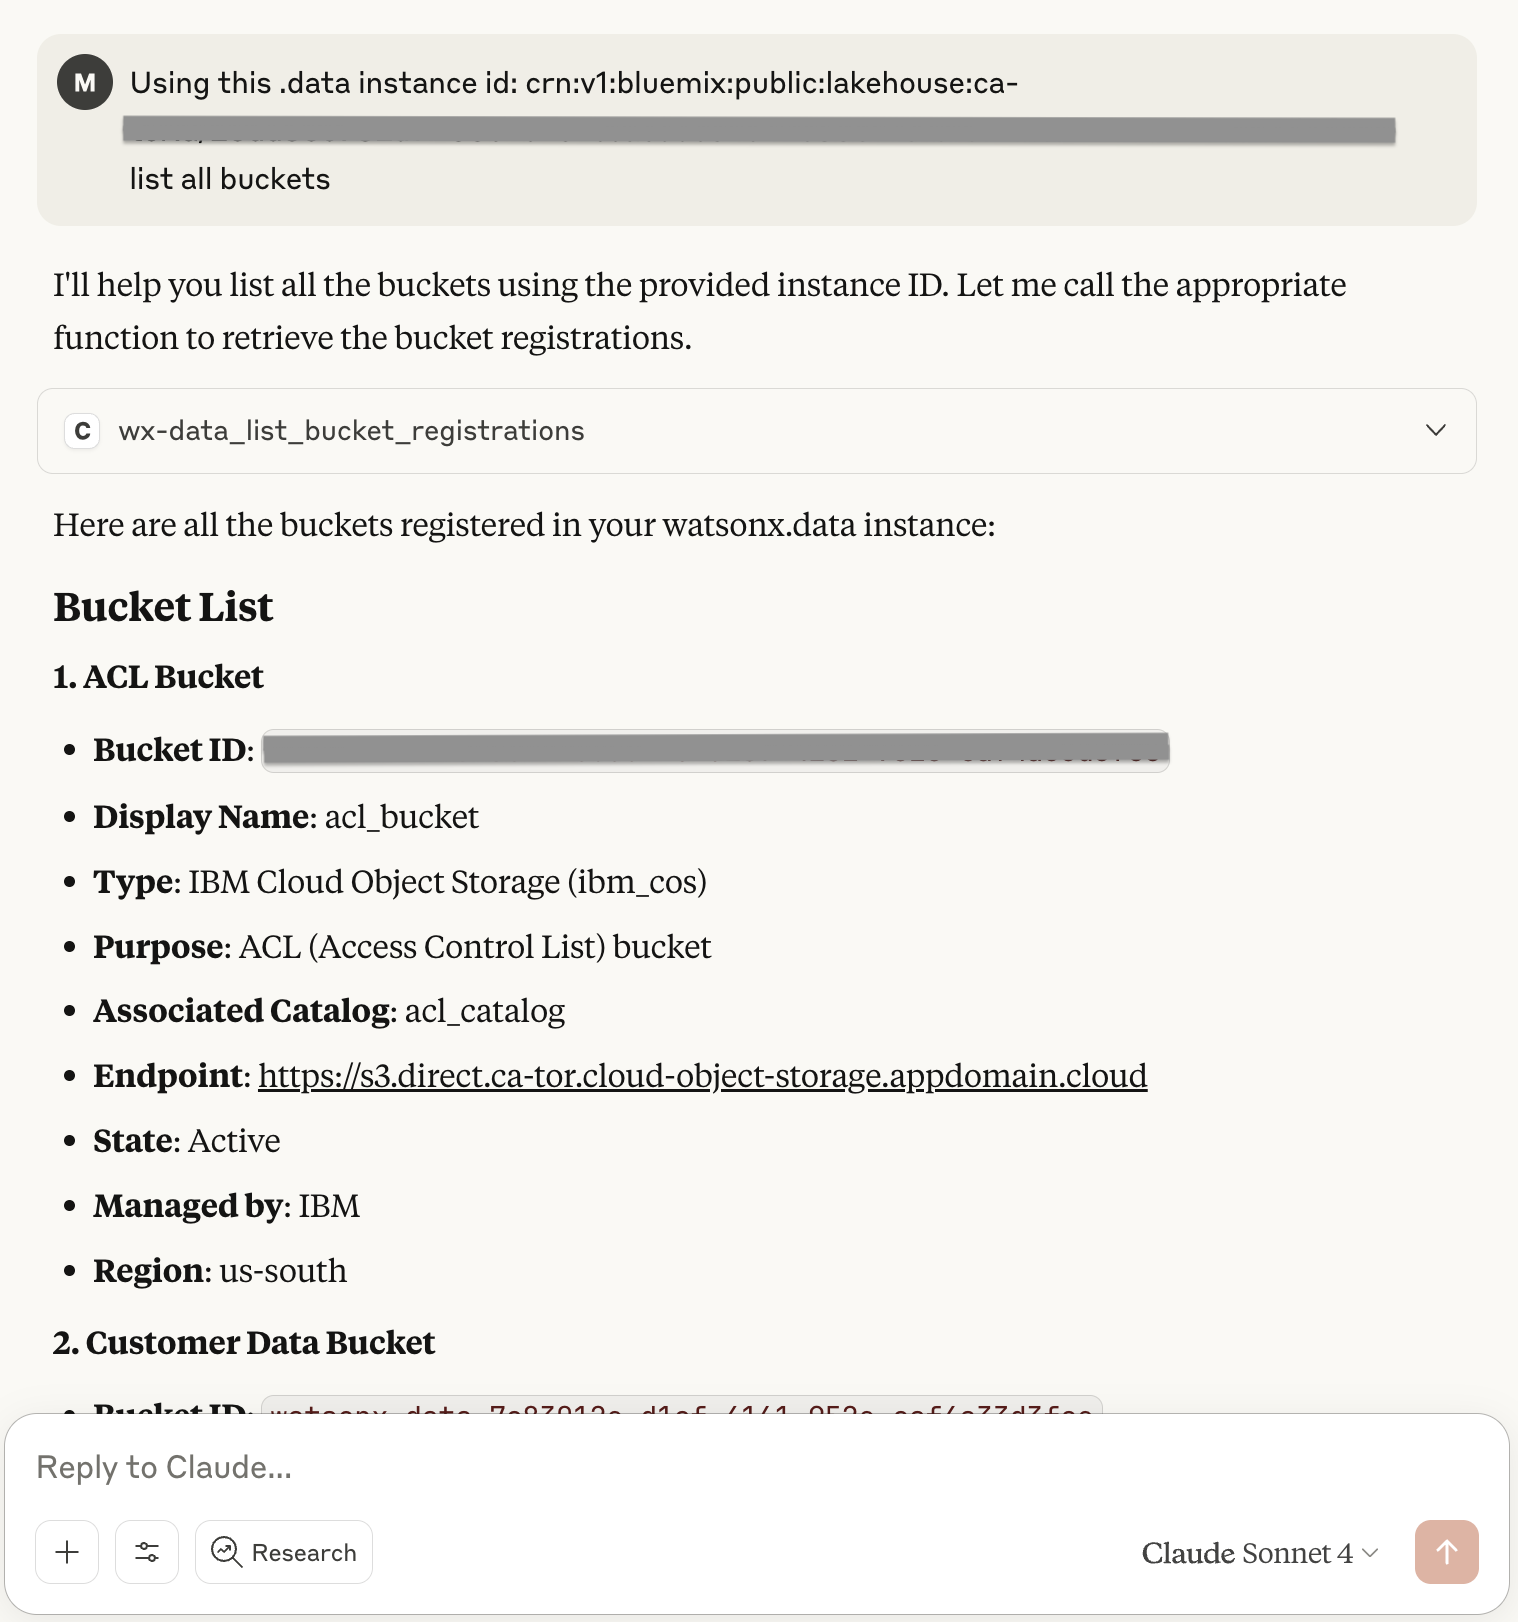 M
Using this .data instance id: crn:v1:bluemix:public:lakehouse:ca-
list all buckets
I'll help you list all the buckets using the provided instance ID. Let me call the appropriate
function to retrieve the bucket registrations.
C wx-data_list_bucket_registrations
Here are all the buckets registered in your watsonx.data instance:
Bucket List
1. ACL Bucket
• Bucket ID:
• Display Name: acl_bucket
• Type: IBM Cloud Object Storage (ibm_cos)
• Purpose: ACL (Access Control List) bucket
• Associated Catalog: acl_catalog
• Endpoint: https://s3.direct.ca-tor.cloud-object-storage.appdomain.cloud
• State: Active
• Managed by: IBM
• Region: us-south
2. Customer Data Bucket
• Bucket ID:
Reply to Claude...
Research
Claude Sonnet 4